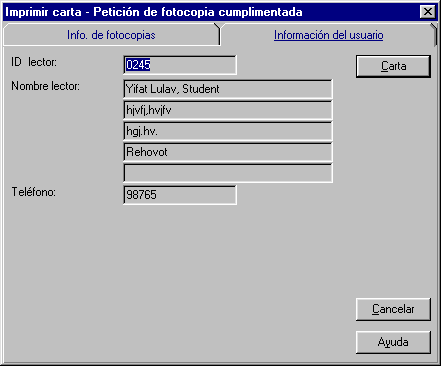 Imprimir carta - Petición de fotocopia cumplimentada
Info. de fotocopias
Información del usuario
ID lector:
0245
Carta
Nombre lector:
Yifat Lulav, Student
hjvfj,hvjfv
hgj.hv.
Rehovot
Teléfono:
98765
Cancelar
Ayuda